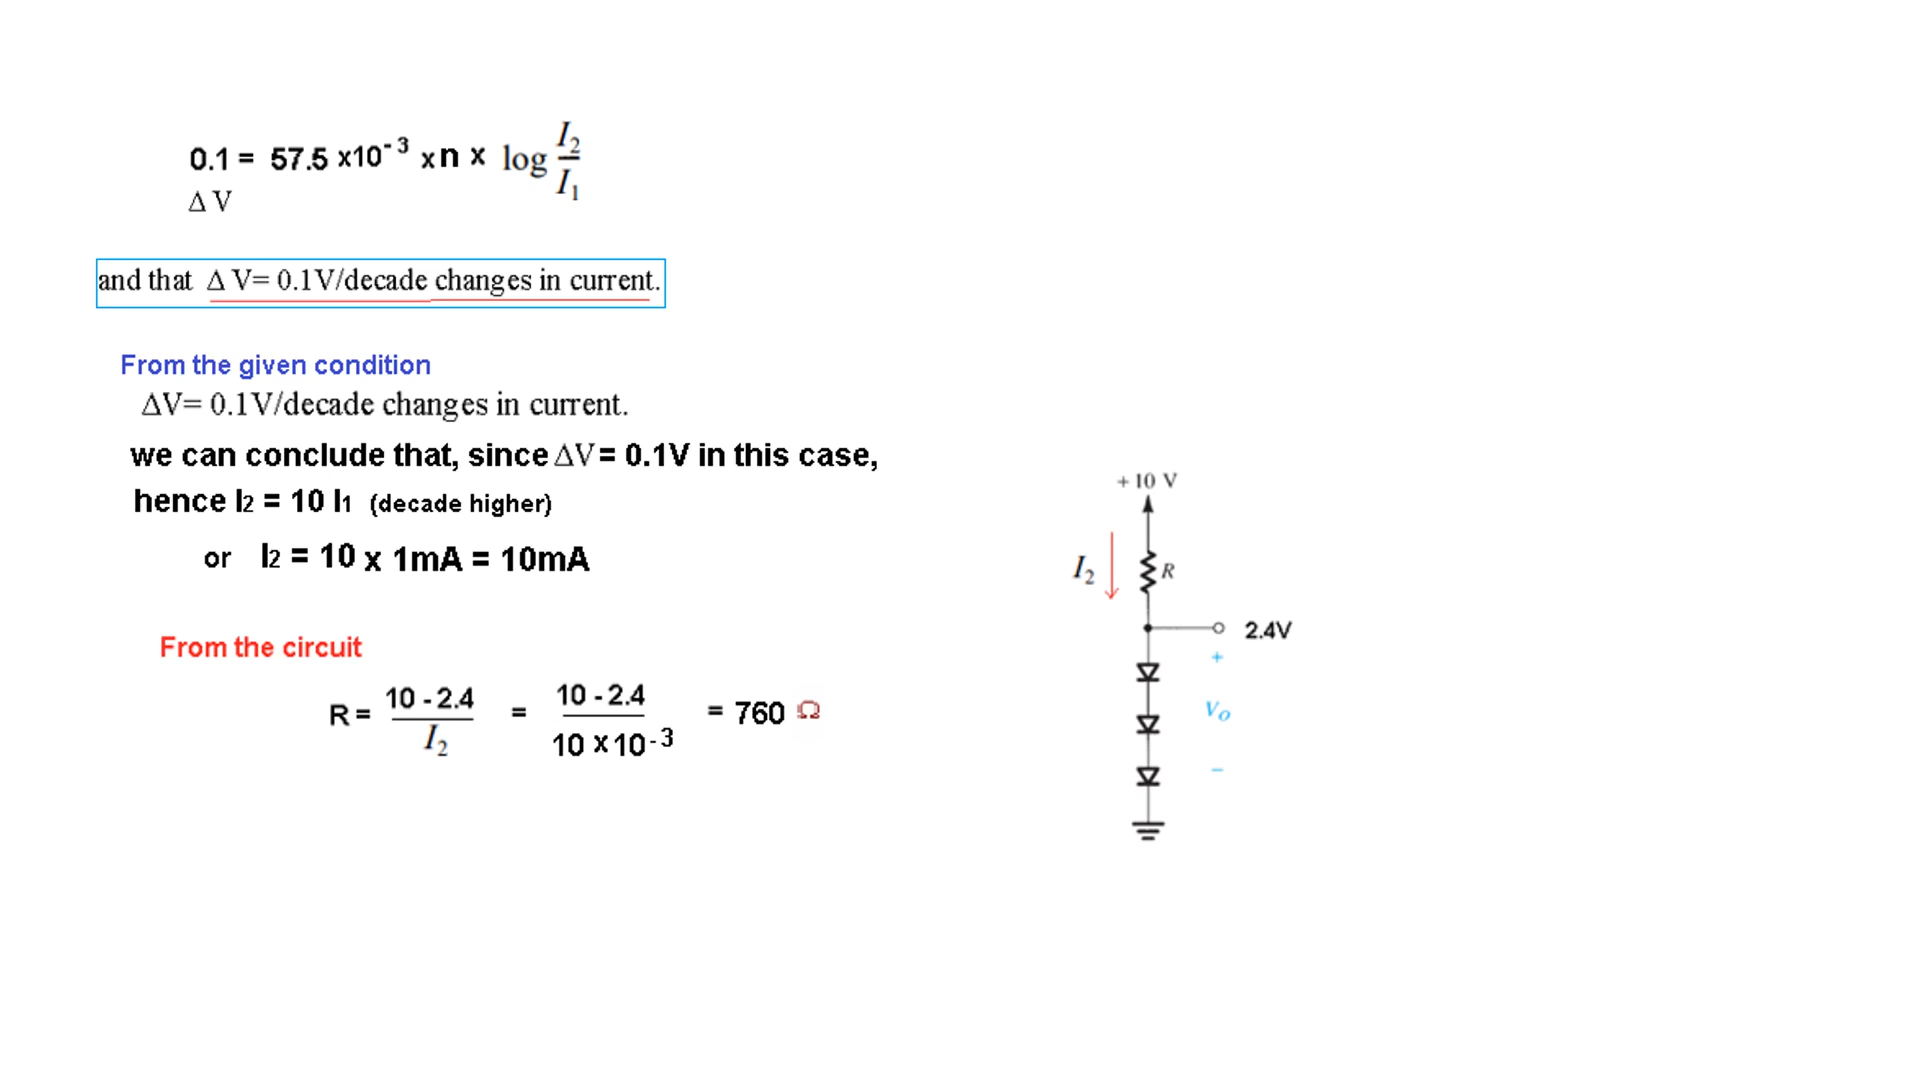 0.1 = 57.5 x10⁻³ x n x log I₂/I₁
Δ V
and that Δ V= 0.1V/decade changes in current.
From the given condition
ΔV= 0.1V/decade changes in current.
we can conclude that, since ΔV = 0.1V in this case,
hence I₂ = 10 I₁ (decade higher)
or I₂ = 10 x 1mA = 10mA
From the circuit
R = 10 - 2.4 / I₂ = 10 - 2.4 / 10 x 10⁻³ = 760 Ω
+ 10 V
I₂
R
2.4V
+
Vo
−